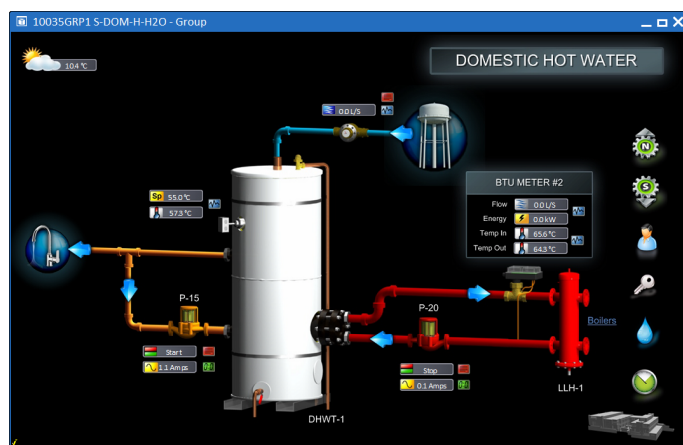 10035GRP1 S-DOM-H-H2O - Group
10.4 °C
DOMESTIC HOT WATER
0.0 L/S
N
BTU METER #2
Sp 55.0 °C
57.3 °C
Flow 0.0 L/S
Energy 0.0 kW
Temp In 65.6 °C
Temp Out 64.3 °C
S
P-15
P-20
Boilers
Start
1.1 Amps
Stop
0.1 Amps
LLH-1
DHWT-1